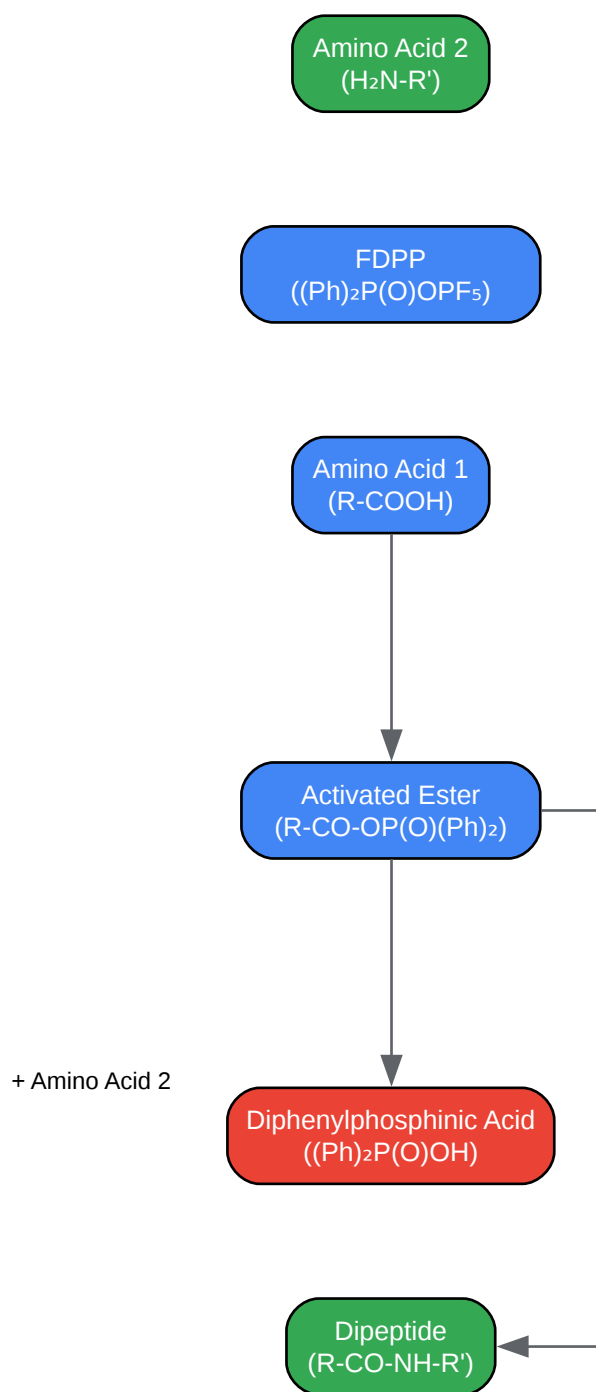 Amino Acid 2
(H₂N-R')
FDPP
((Ph)₂P(O)OPF₅)
Amino Acid 1
(R-COOH)
Activated Ester
(R-CO-OP(O)(Ph)₂)
+ Amino Acid 2
Diphenylphosphinic Acid
((Ph)₂P(O)OH)
Dipeptide
(R-CO-NH-R')